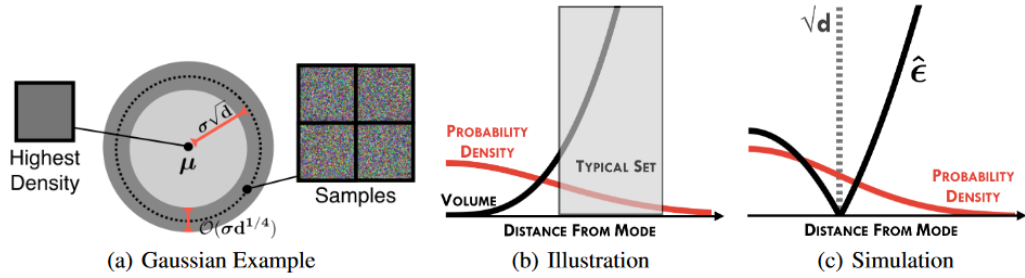 Highest
Density
μ
σ√d
Samples
𝒪(σd^1/4)
(a) Gaussian Example
PROBABILITY
DENSITY
TYPICAL SET
VOLUME
DISTANCE FROM MODE
(b) Illustration
√d
ε̂
PROBABILITY
DENSITY
DISTANCE FROM MODE
(c) Simulation